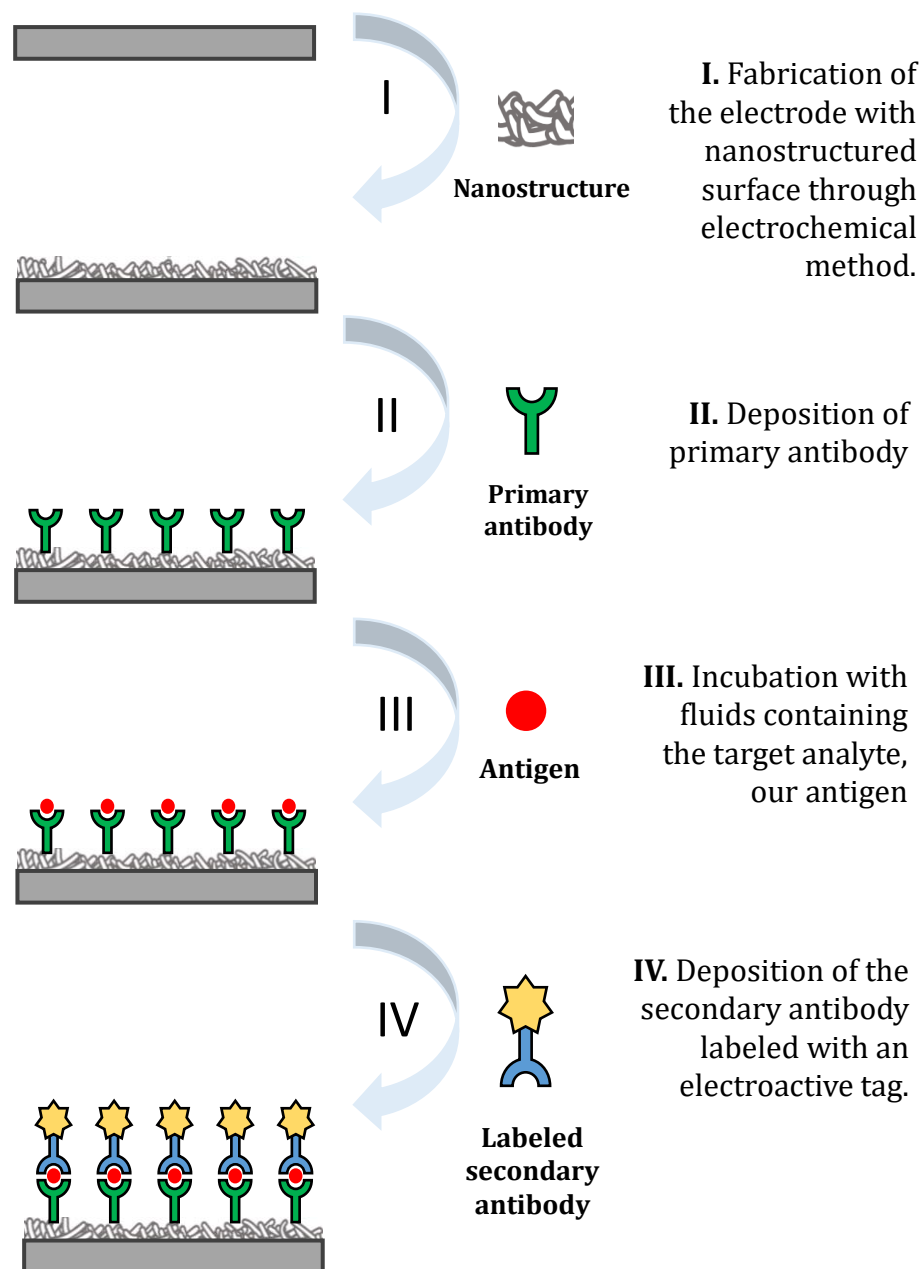 I
Nanostructure
I. Fabrication of
the electrode with
nanostructured
surface through
electrochemical
method.
II
Primary
antibody
II. Deposition of
primary antibody
III
Antigen
III. Incubation with
fluids containing
the target analyte,
our antigen
IV
Labeled
secondary
antibody
IV. Deposition of the
secondary antibody
labeled with an
electroactive tag.